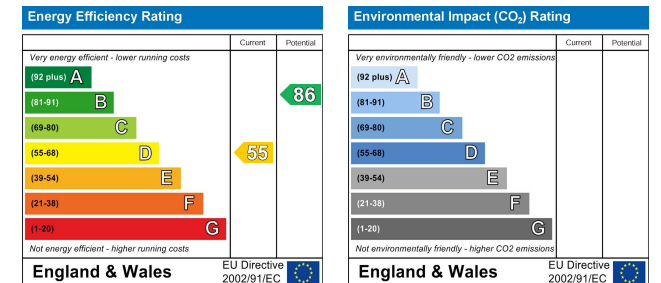 Energy Efficiency Rating
Current Potential
Very energy efficient - lower running costs
(92 plus) A
(81-91) B
86
(69-80) C
(55-68) D
55
(39-54) E
(21-38) F
(1-20) G
Not energy efficient - higher running costs
England & Wales
EU Directive
2002/91/EC
Environmental Impact (CO₂) Rating
Current Potential
Very environmentally friendly - lower CO2 emissions
(92 plus) A
(81-91) B
(69-80) C
(55-68) D
(39-54) E
(21-38) F
(1-20) G
Not environmentally friendly - higher CO2 emissions
England & Wales
EU Directive
2002/91/EC